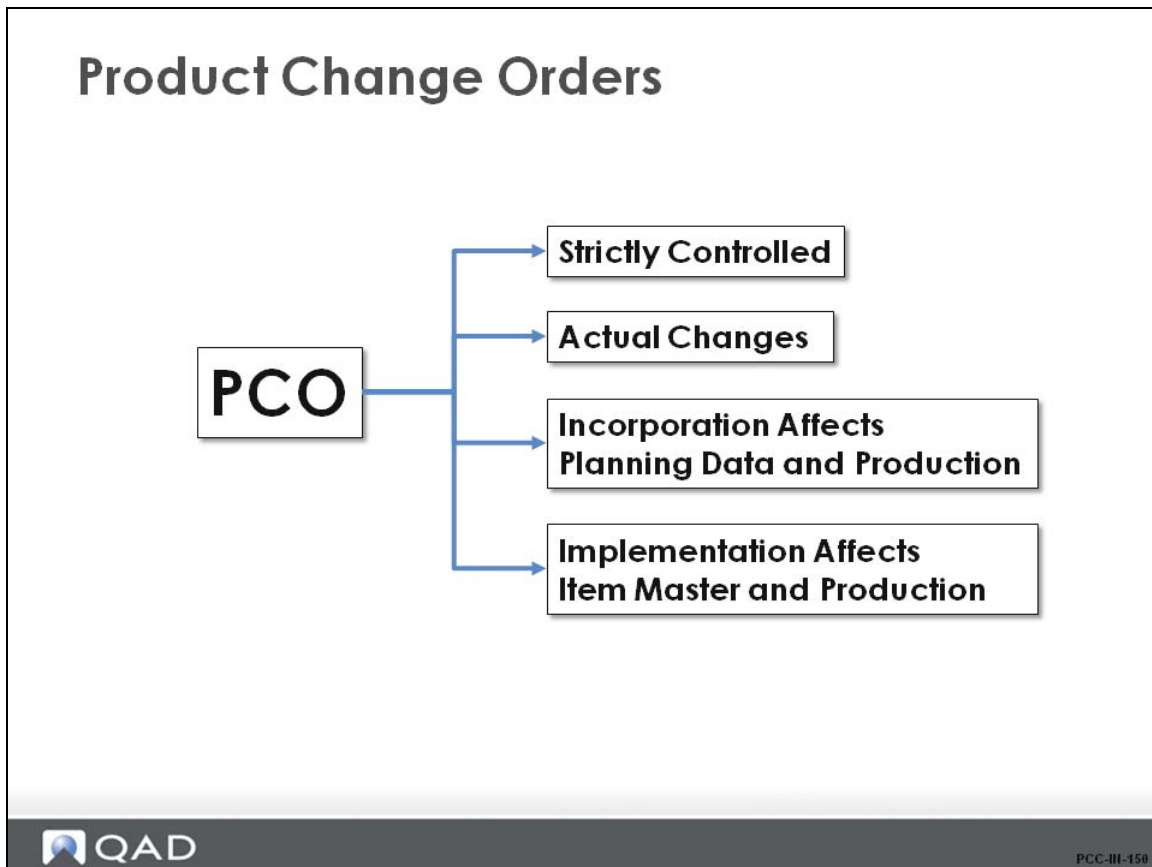 Product Change Orders
Strictly Controlled
Actual Changes
PCO
Incorporation Affects
Planning Data and Production
Implementation Affects
Item Master and Production
QAD
PCC-IN-150